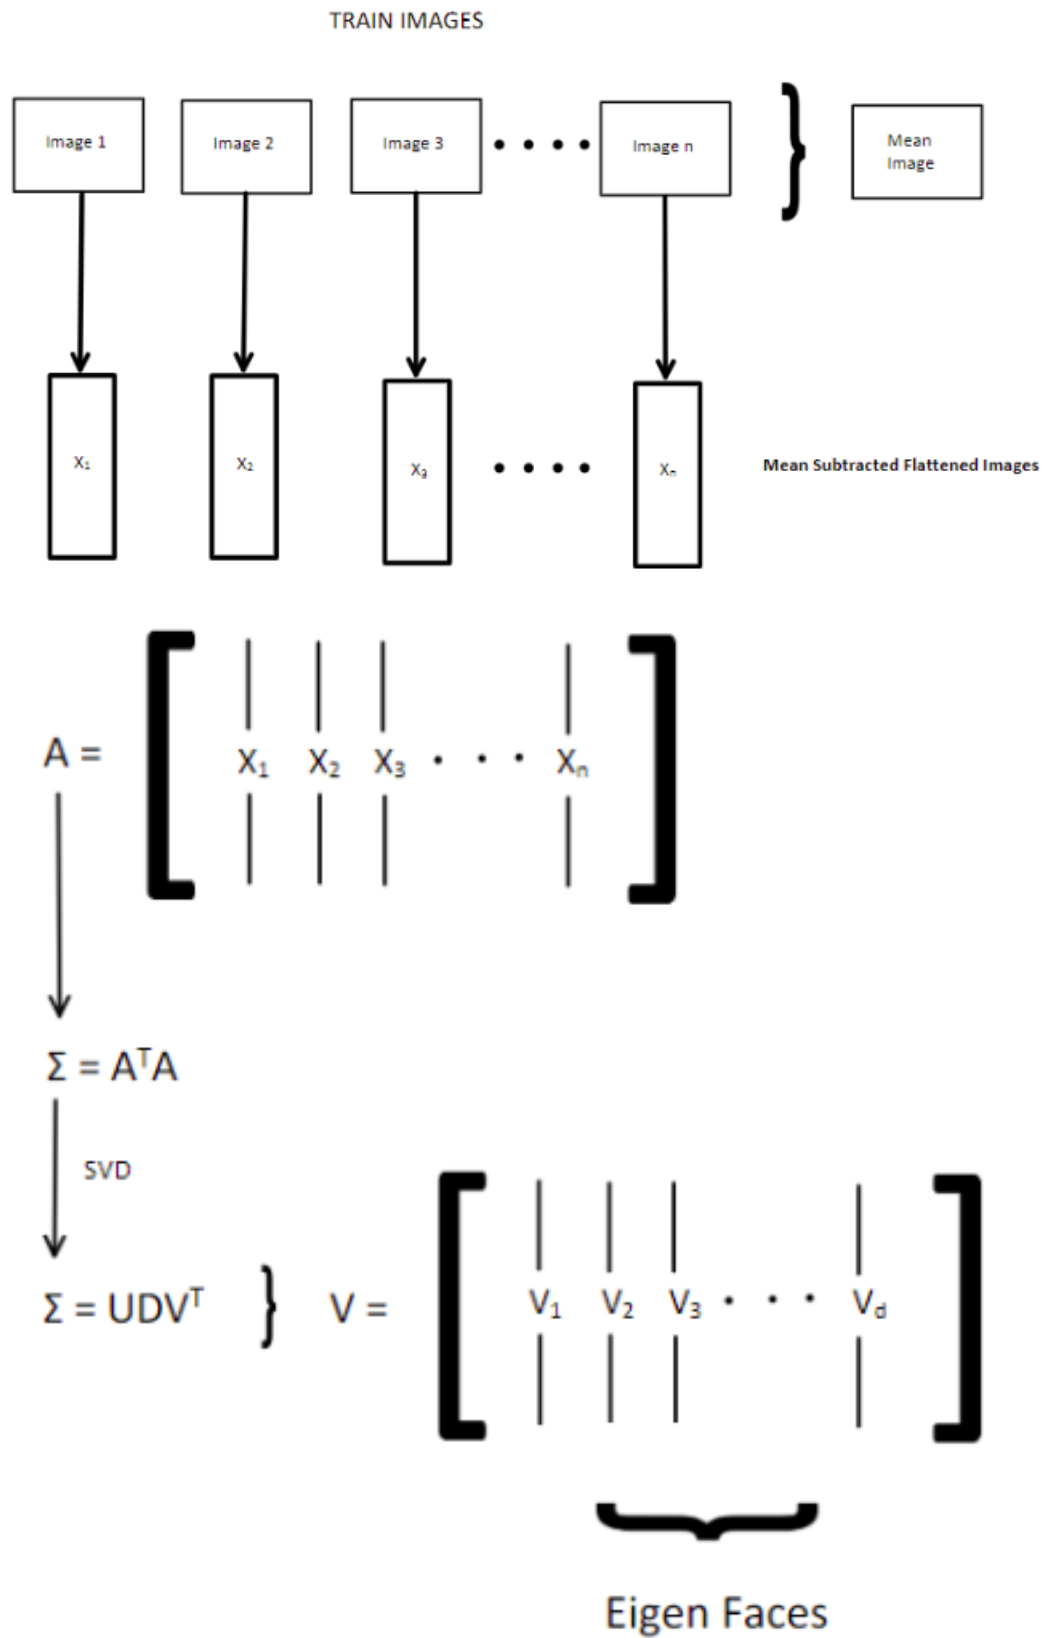 TRAIN IMAGES
Image 1 Image 2 Image 3 Image n Mean
Image
X₁ X₂ X₃ Xₙ Mean Subtracted Flattened Images
A = X₁ X₂ X₃ Xₙ
Σ = AᵀA
SVD
Σ = UDVᵀ } V = V₁ V₂ V₃ V_d
Eigen Faces